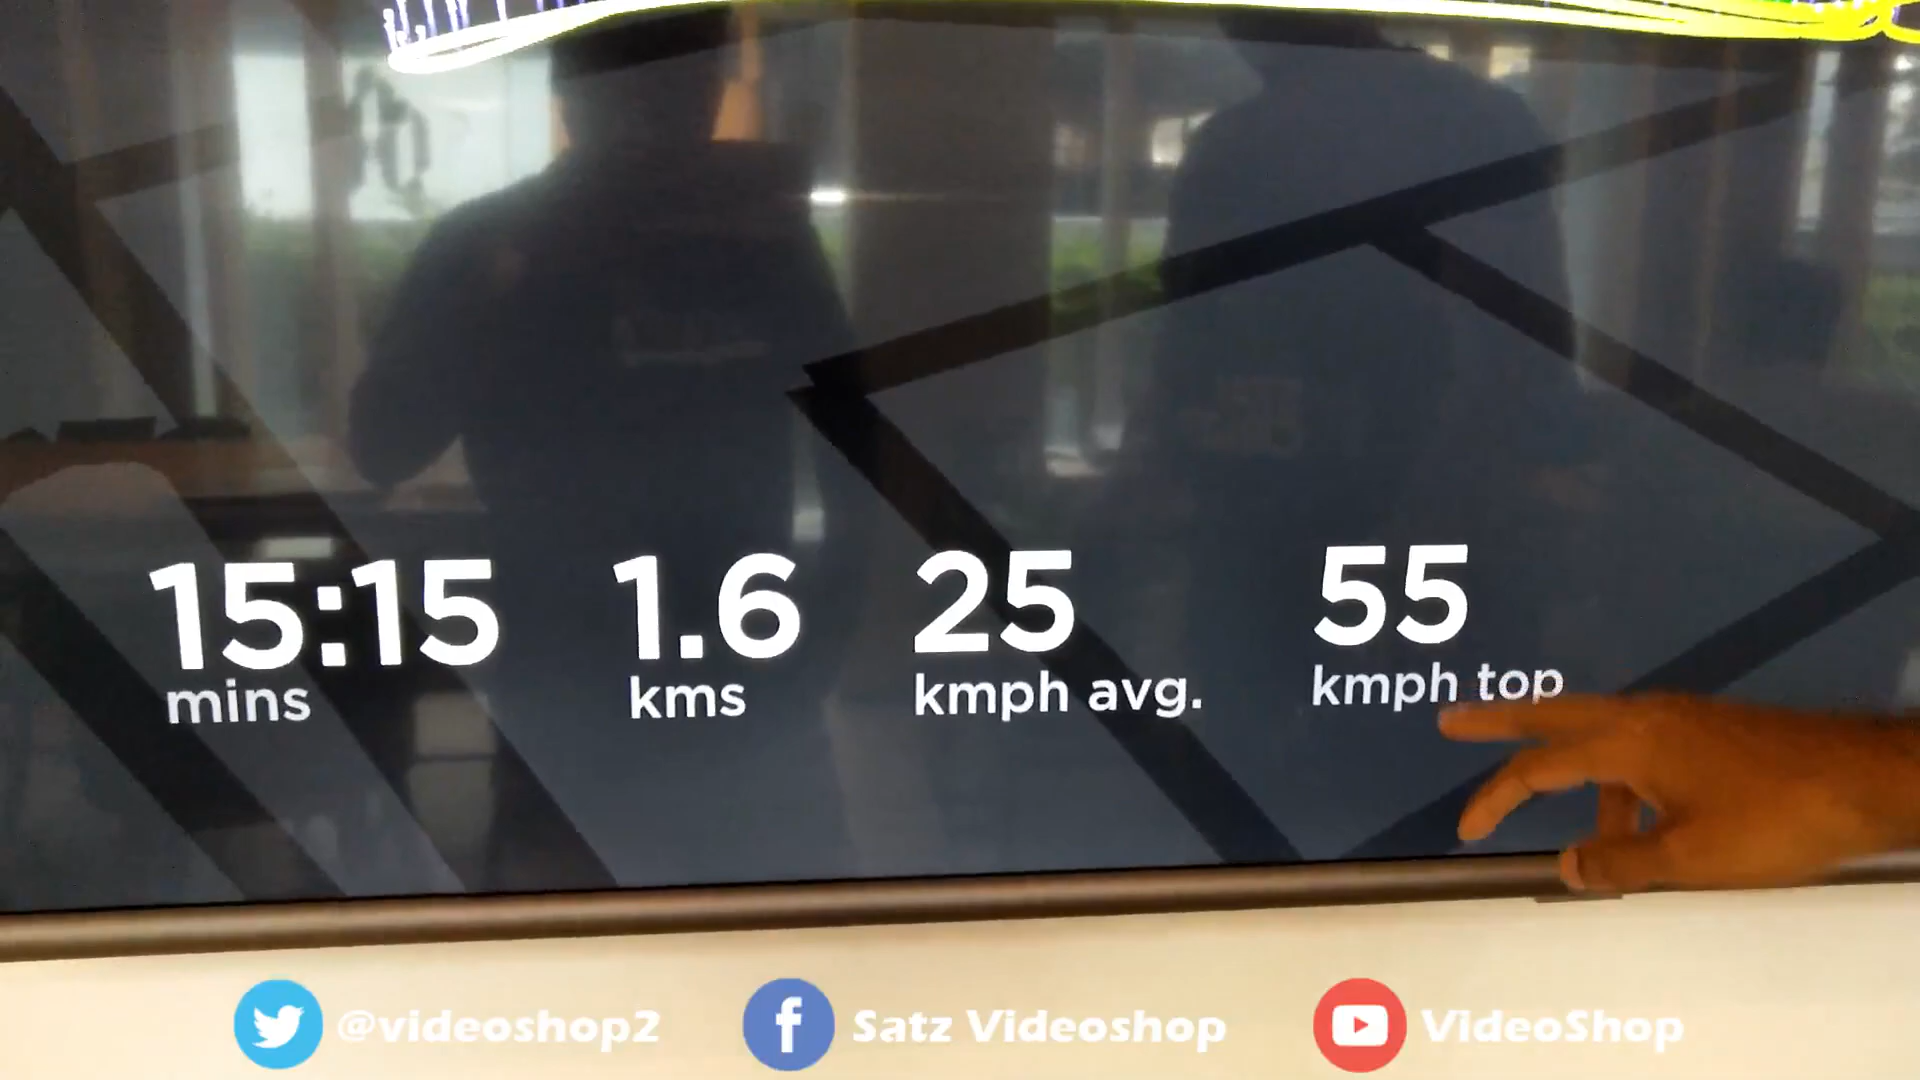 15:15 1.6 25 55
mins kms kmph avg. kmph top
@videoshop2 Satz Videoshop VideoShop